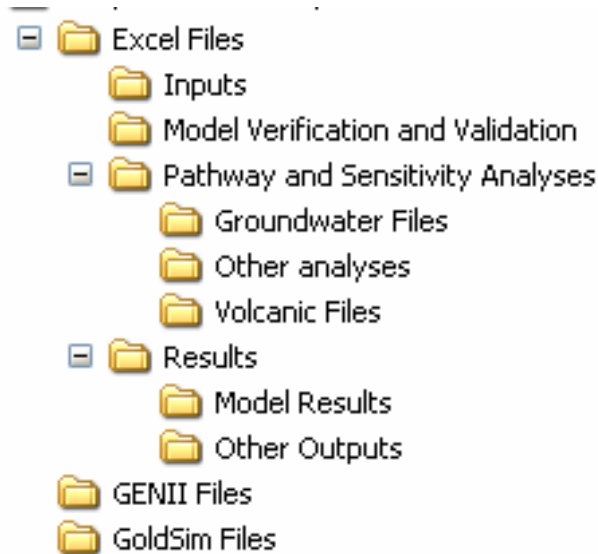 Excel Files
Inputs
Model Verification and Validation
Pathway and Sensitivity Analyses
Groundwater Files
Other analyses
Volcanic Files
Results
Model Results
Other Outputs
GENII Files
GoldSim Files